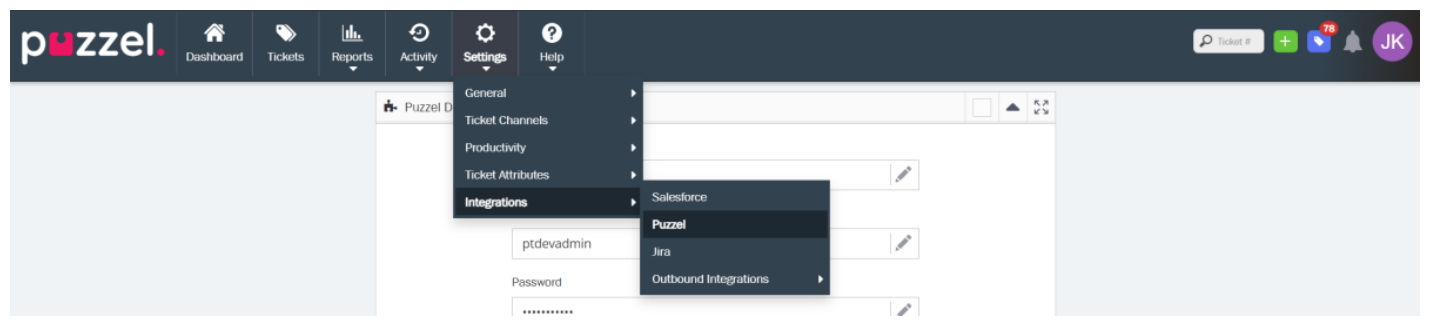 puzzel.
Dashboard
Tickets
Reports
Activity
Settings
Help
Ticket #
78
JK
General
Ticket Channels
Productivity
Ticket Attributes
Integrations
Puzzel D
Salesforce
Puzzel
Jira
Outbound Integrations
ptdevadmin
Password
•••••••••••